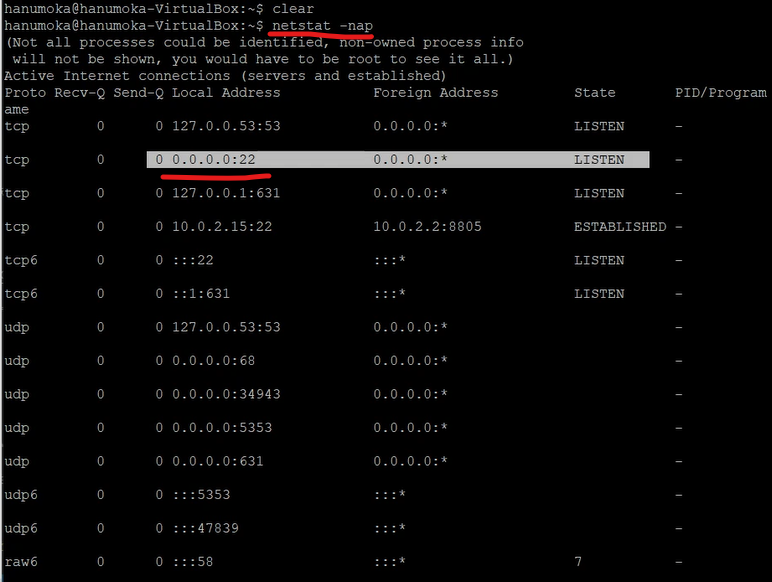 hanumoka@hanumoka-VirtualBox:~$ clear
hanumoka@hanumoka-VirtualBox:~$ netstat -nap
(Not all processes could be identified, non-owned process info
 will not be shown, you would have to be root to see it all.)
Active Internet connections (servers and established)
Proto Recv-Q Send-Q Local Address           Foreign Address         State       PID/Program
ame
tcp        0      0 127.0.0.53:53           0.0.0.0:*               LISTEN      -
tcp        0      0 0.0.0.0:22              0.0.0.0:*               LISTEN      -
tcp        0      0 127.0.0.1:631           0.0.0.0:*               LISTEN      -
tcp        0      0 10.0.2.15:22            10.0.2.2:8805           ESTABLISHED -
tcp6       0      0 :::22                   :::*                    LISTEN      -
tcp6       0      0 ::1:631                 :::*                    LISTEN      -
udp        0      0 127.0.0.53:53           0.0.0.0:*                           -
udp        0      0 0.0.0.0:68              0.0.0.0:*                           -
udp        0      0 0.0.0.0:34943           0.0.0.0:*                           -
udp        0      0 0.0.0.0:5353            0.0.0.0:*                           -
udp        0      0 0.0.0.0:631             0.0.0.0:*                           -
udp6       0      0 :::5353                 :::*                                -
udp6       0      0 :::47839                :::*                                -
raw6       0      0 :::58                   :::*                    7           -